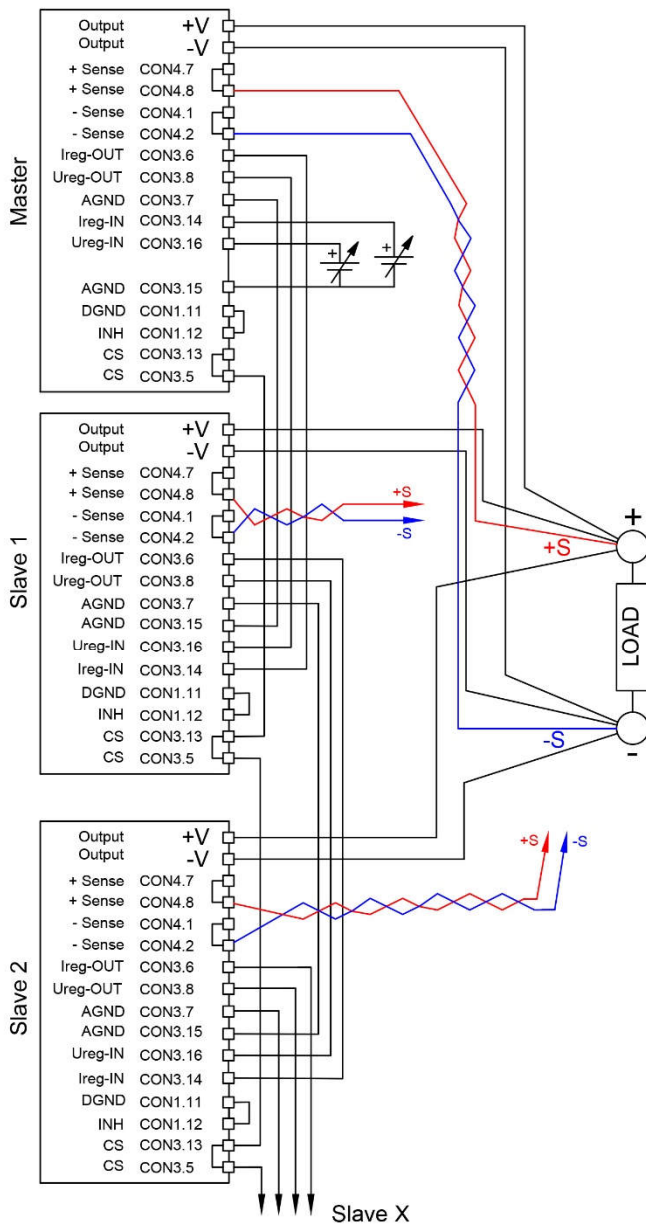 Master
Output +V
Output -V
+ Sense CON4.7
+ Sense CON4.8
- Sense CON4.1
- Sense CON4.2
Ireg-OUT CON3.6
Ureg-OUT CON3.8
AGND CON3.7
Ireg-IN CON3.14
Ureg-IN CON3.16
+ +
AGND CON3.15
DGND CON1.11
INH CON1.12
CS CON3.13
CS CON3.5
Slave 1
Output +V
Output -V
+ Sense CON4.7
+ Sense CON4.8
- Sense CON4.1
- Sense CON4.2
Ireg-OUT CON3.6
Ureg-OUT CON3.8
AGND CON3.7
AGND CON3.15
Ureg-IN CON3.16
Ireg-IN CON3.14
DGND CON1.11
INH CON1.12
CS CON3.13
CS CON3.5
+S
-S
+
+S
LOAD
-S
-
Slave 2
Output +V
Output -V
+ Sense CON4.7
+ Sense CON4.8
- Sense CON4.1
- Sense CON4.2
Ireg-OUT CON3.6
Ureg-OUT CON3.8
AGND CON3.7
AGND CON3.15
Ureg-IN CON3.16
Ireg-IN CON3.14
DGND CON1.11
INH CON1.12
CS CON3.13
CS CON3.5
+S -S
Slave X